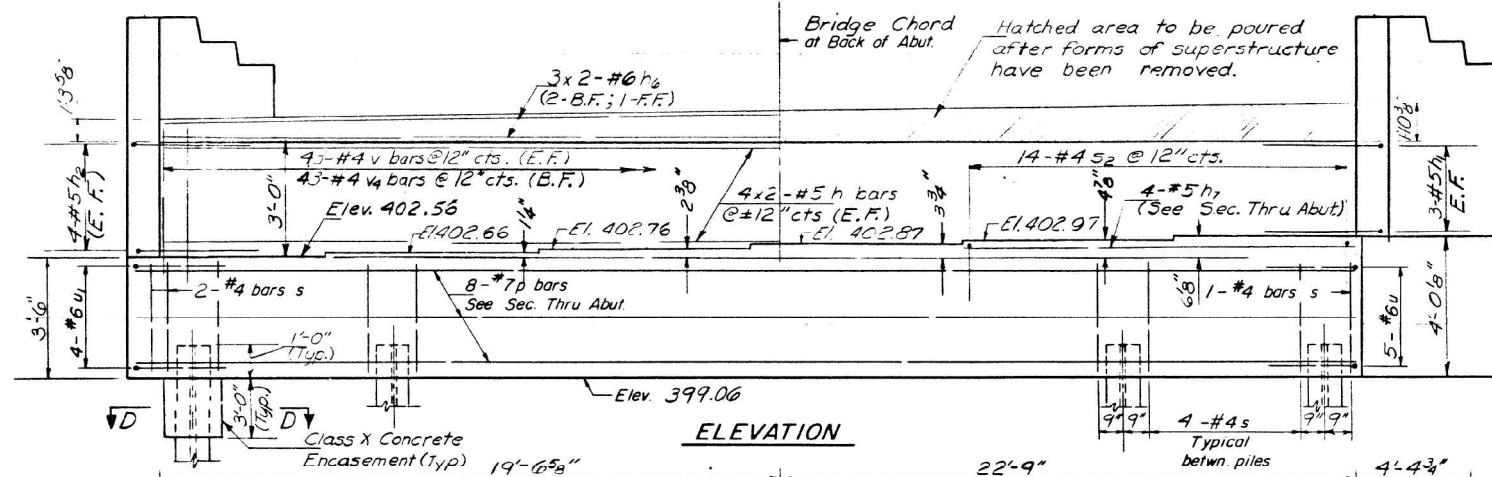 Bridge Chord
at Back of Abut.
Hatched area to be poured
after forms of superstructure
have been removed.
3 x 2-#6 h6
(2-B.F.; 1-F.F.)
1'3 5/8"
110 3/8"
43-#4 v bars @ 12" cts. (E.F.)
43-#4 v4 bars @ 12" cts. (B.F.)
14-#4 s2 @ 12" cts.
4-#5 h2
(E. F.)
3'-0"
Elev. 402.56
El. 402.66
1 1/4"
El. 402.76
2 3/8"
4 x 2-#5 h bars
@ ±12" cts (E.F.)
El. 402.87
3 3/4"
El. 402.97
4 7/8"
4-#5 h7
(See Sec. Thru Abut.)
3-#5 h1
E.F.
2-#4 bars s
8-#7 p bars
See Sec. Thru Abut.
6 1/8"
1-#4 bars s
3'-6"
4-#6 u1
5-#6 u
4'-0 1/8"
1'-0"
(Typ.)
3'-0"
(Typ.)
D
D
Elev. 399.06
Class X Concrete
Encasement (Typ)
ELEVATION
9" 9"
4-#4 s
9" 9"
Typical
betwn. piles
19'-6 5/8"
22'-9"
4'-4 3/4"